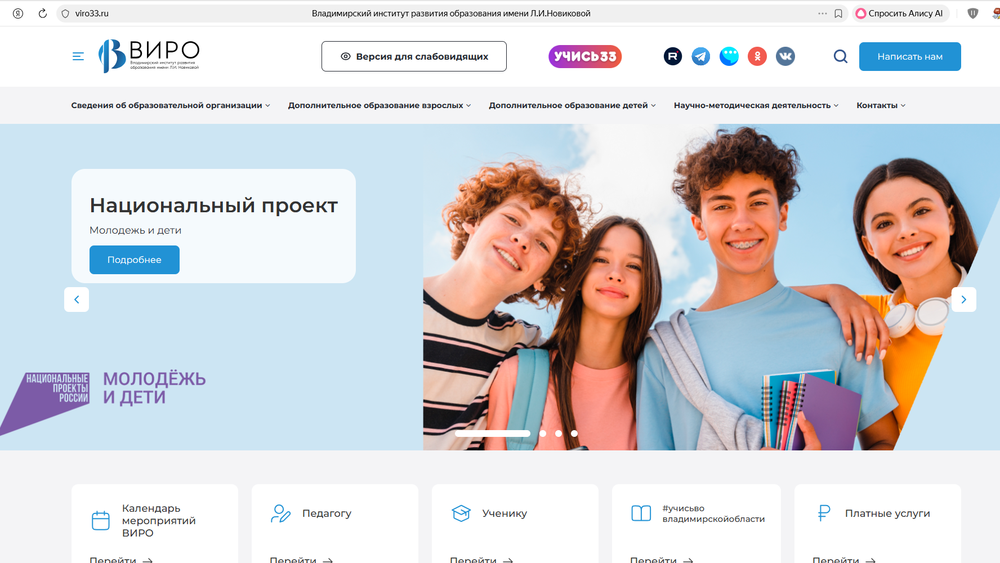 viro33.ru
Владимирский институт развития образования имени Л.И.Новиковой
Спросить Алису AI
ВИРО
Владимирский институт развития
образования имени Л.И. Новиковой
Версия для слабовидящих
УЧИСЬ33
Написать нам
Сведения об образовательной организации
Дополнительное образование взрослых
Дополнительное образование детей
Научно-методическая деятельность
Контакты
Национальный проект
Молодежь и дети
Подробнее
НАЦИОНАЛЬНЫЕ
ПРОЕКТЫ
РОССИИ
МОЛОДЁЖЬ
И ДЕТИ
Календарь
мероприятий
ВИРО
Перейти
Педагогу
Перейти
Ученику
Перейти
#учисьво
владимирскойобласти
Перейти
Платные услуги
Перейти